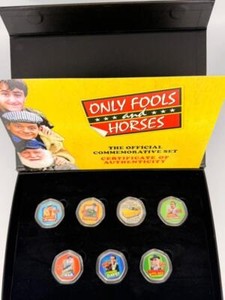 ONLY FOOLS
and
HORSES
THE OFFICIAL
COMMEMORATIVE SET
CERTIFICATE OF
AUTHENTICITY